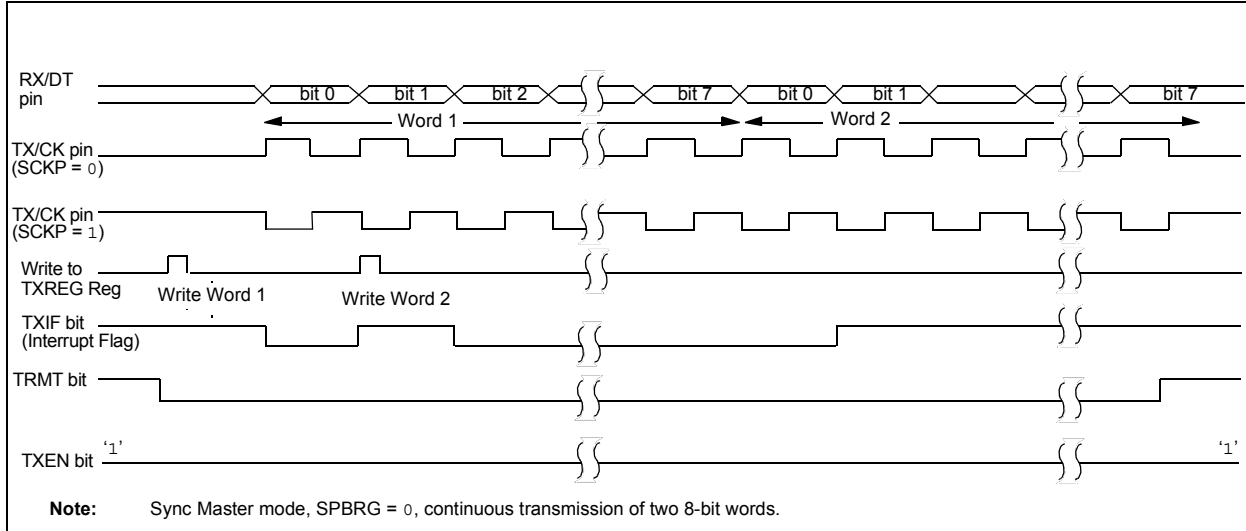 RX/DT
pin
bit 0 bit 1 bit 2 bit 7 bit 0 bit 1 bit 7
Word 1 Word 2
TX/CK pin
(SCKP = 0)
TX/CK pin
(SCKP = 1)
Write to
TXREG Reg
Write Word 1 Write Word 2
TXIF bit
(Interrupt Flag)
TRMT bit
TXEN bit ‘1’ ‘1’
Note: Sync Master mode, SPBRG = 0, continuous transmission of two 8-bit words.